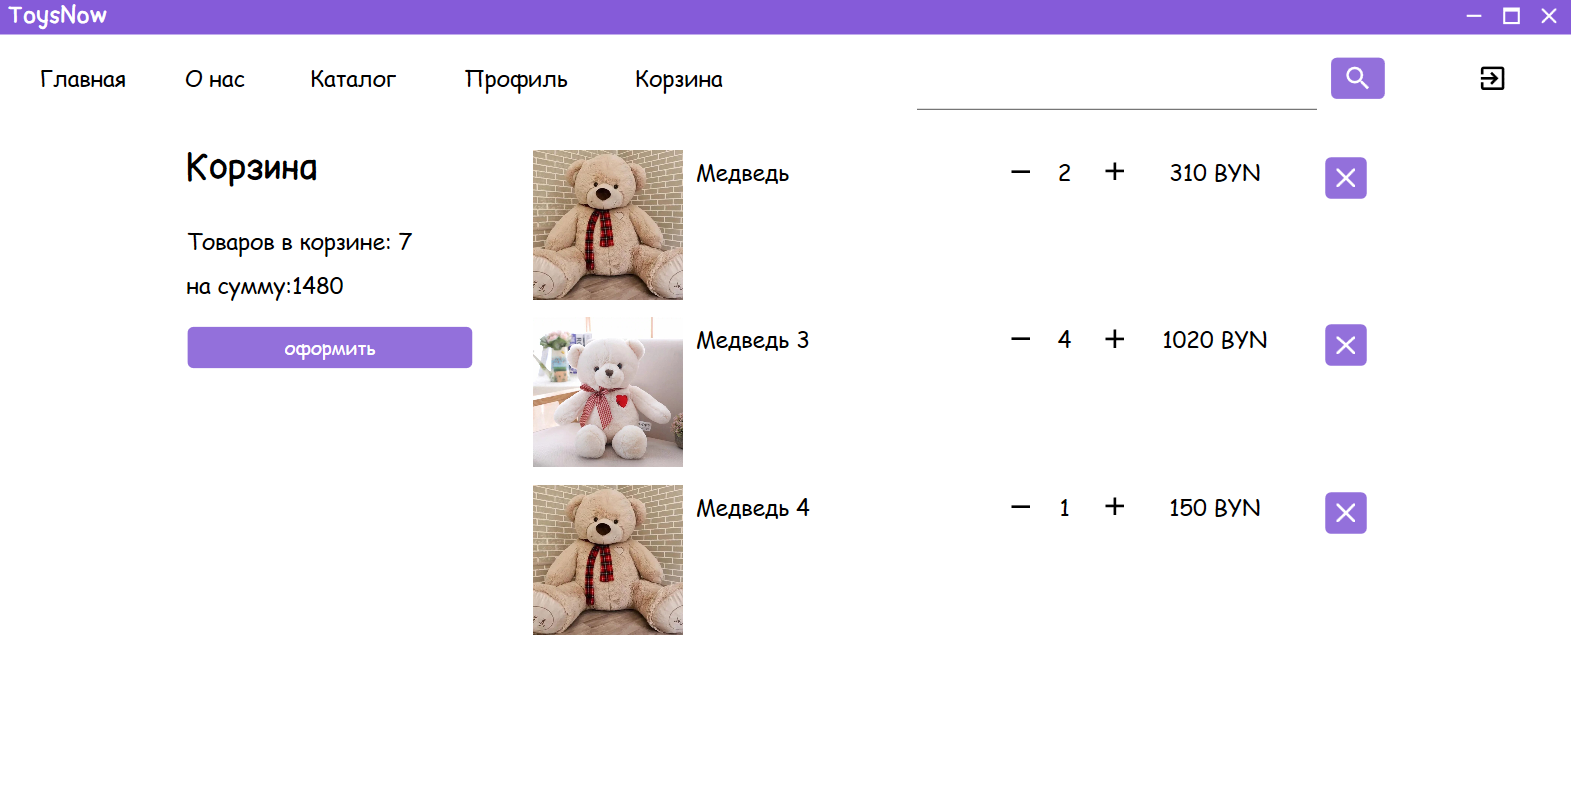 ToysNow
Главная О нас Каталог Профиль Корзина
Корзина
Товаров в корзине: 7
на сумму:1480
оформить
Медведь 2 310 BYN
Медведь 3 4 1020 BYN
Медведь 4 1 150 BYN